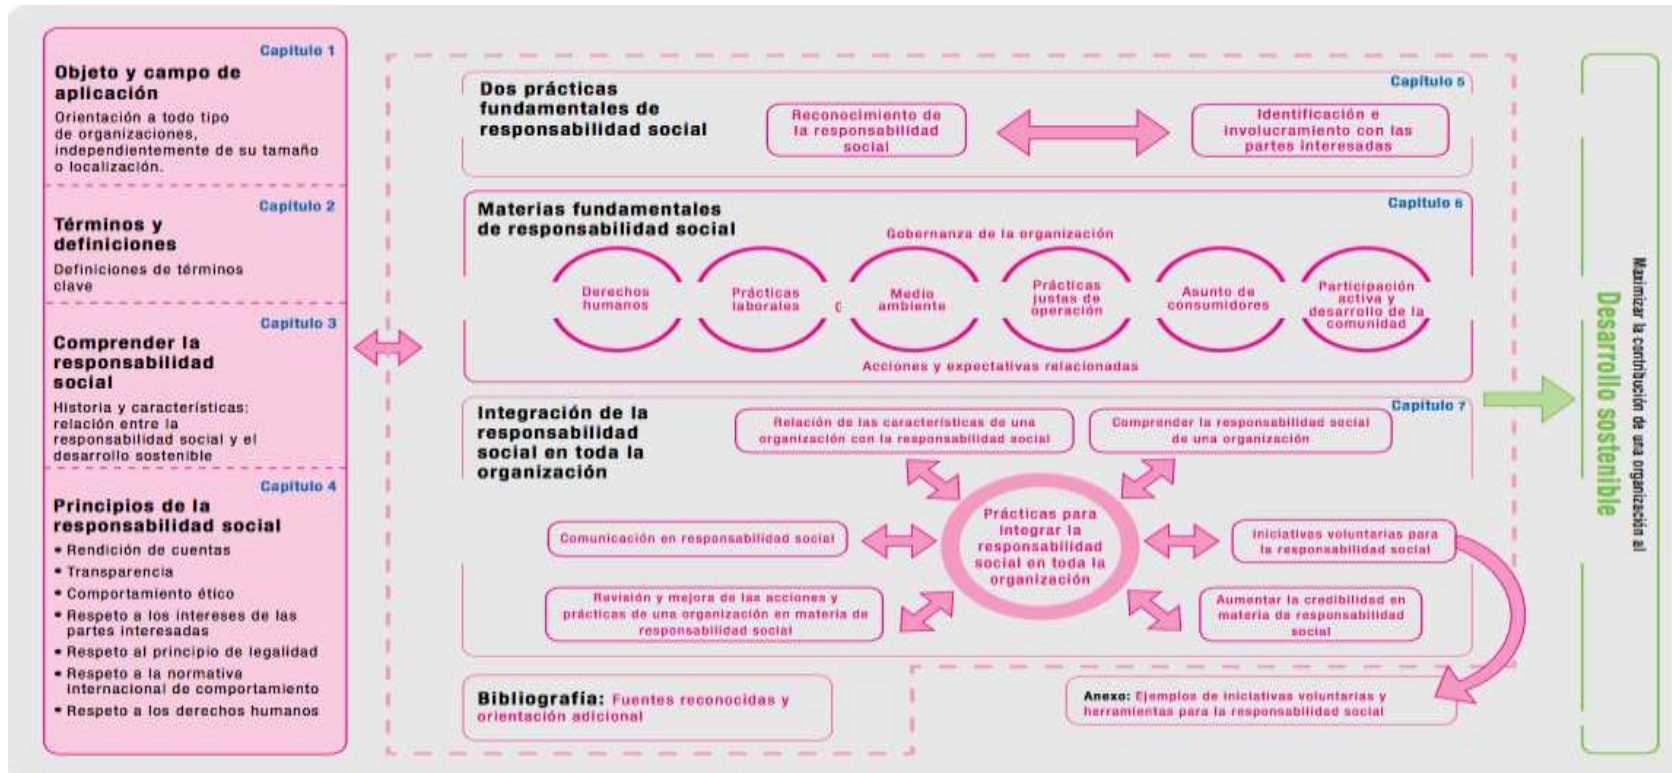 Capítulo 1
Objeto y campo de
aplicación
Orientación a todo tipo
de organizaciones,
independientemente de su tamaño
o localización.
Capítulo 2
Términos y
definiciones
Definiciones de términos
clave
Capítulo 3
Comprender la
responsabilidad
social
Historia y características:
relación entre la
responsabilidad social y el
desarrollo sostenible
Capítulo 4
Principios de la
responsabilidad social
• Rendición de cuentas
• Transparencia
• Comportamiento ético
• Respeto a los intereses de las
partes interesadas
• Respeto al principio de legalidad
• Respeto a la normativa
internacional de comportamiento
• Respeto a los derechos humanos
Capítulo 5
Dos prácticas
fundamentales de
responsabilidad social
Reconocimiento de
la responsabilidad
social
Identificación e
involucramiento con las
partes interesadas
Capítulo 6
Materias fundamentales
de responsabilidad social
Gobernanza de la organización
Derechos
humanos
Prácticas
laborales
Medio
ambiente
Prácticas
justas de
operación
Asunto de
consumidores
Participación
activa y
desarrollo de la
comunidad
Acciones y expectativas relacionadas
Capítulo 7
Integración de la
responsabilidad
social en toda la
organización
Relación de las características de una
organización con la responsabilidad social
Comprender la responsabilidad social
de una organización
Comunicación en responsabilidad social
Prácticas para
integrar la
responsabilidad
social en toda la
organización
Iniciativas voluntarias para
la responsabilidad social
Revisión y mejora de las acciones y
prácticas de una organización en materia de
responsabilidad social
Aumentar la credibilidad en
materia de responsabilidad
social
Bibliografía: Fuentes reconocidas y
orientación adicional
Anexo: Ejemplos de iniciativas voluntarias y
herramientas para la responsabilidad social
Maximizar la contribución de una organización al
Desarrollo sostenible